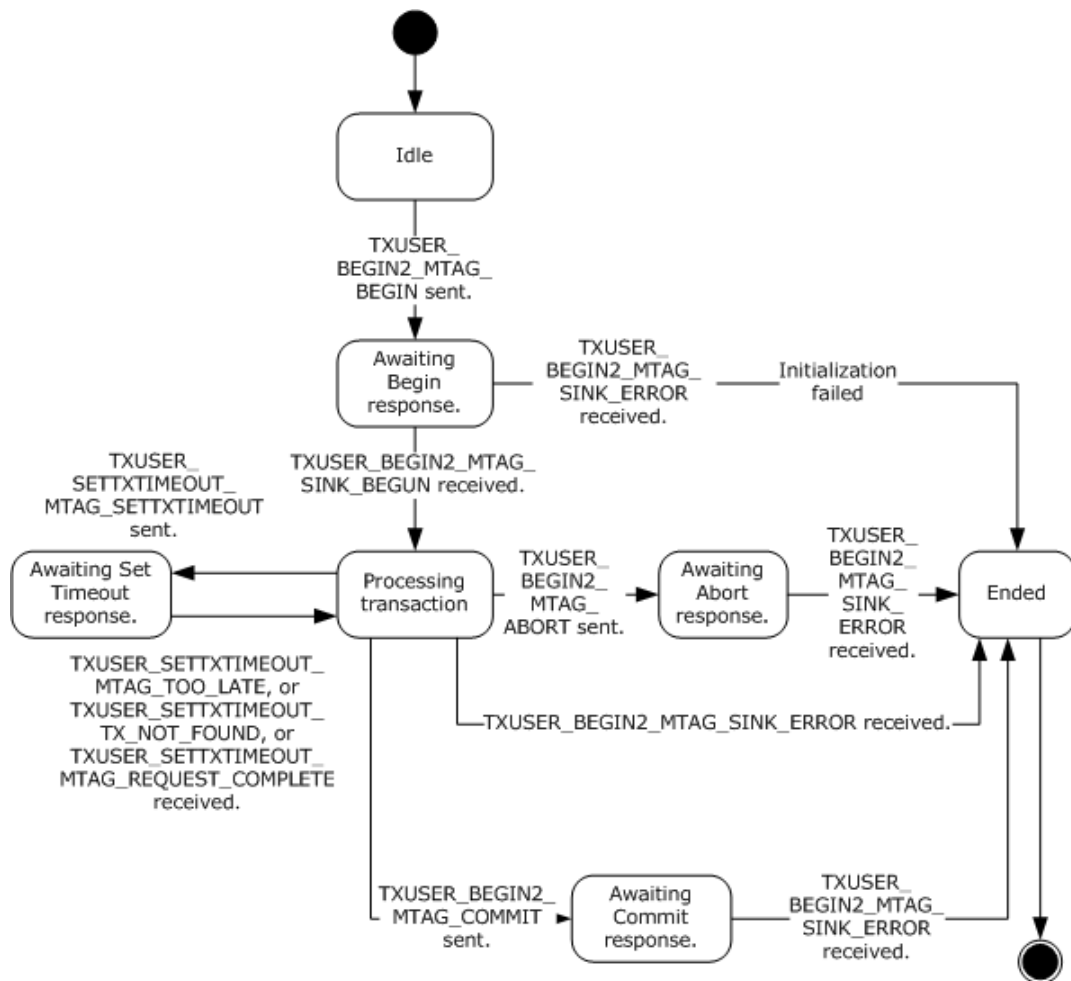 Idle
TXUSER_
BEGIN2_MTAG_
BEGIN sent.
Awaiting
Begin
response.
TXUSER_
BEGIN2_MTAG_
SINK_ERROR
received.
Initialization
failed
TXUSER_BEGIN2_MTAG_
SINK_BEGUN received.
TXUSER_
SETTXTIMEOUT_
MTAG_SETTXTIMEOUT
sent.
Awaiting Set
Timeout
response.
Processing
transaction
TXUSER_
BEGIN2_
MTAG_
ABORT sent.
Awaiting
Abort
response.
TXUSER_
BEGIN2_
MTAG_
SINK_
ERROR
received.
Ended
TXUSER_SETTXTIMEOUT_
MTAG_TOO_LATE, or
TXUSER_SETTXTIMEOUT_
TX_NOT_FOUND, or
TXUSER_SETTXTIMEOUT_
MTAG_REQUEST_COMPLETE
received.
TXUSER_BEGIN2_MTAG_SINK_ERROR received.
TXUSER_BEGIN2_
MTAG_COMMIT
sent.
Awaiting
Commit
response.
TXUSER_
BEGIN2_MTAG_
SINK_ERROR
received.